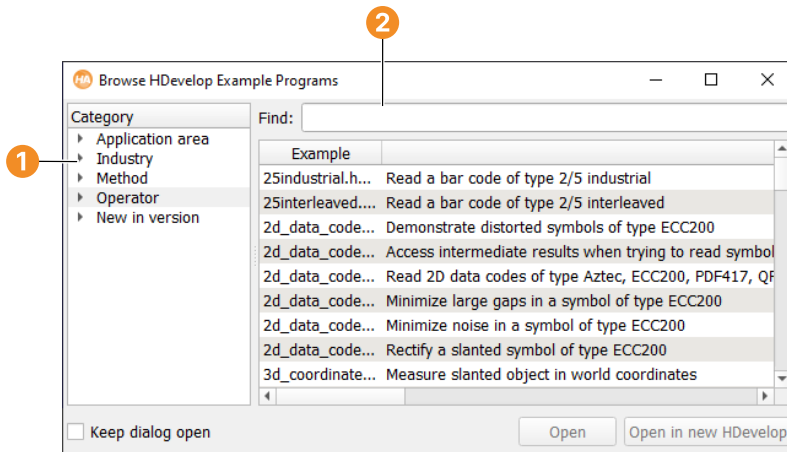 2
HA Browse HDevelop Example Programs
Category
Find:
1
Application area
Industry
Method
Operator
New in version
Example
25industrial.h... Read a bar code of type 2/5 industrial
25interleaved.... Read a bar code of type 2/5 interleaved
2d_data_code... Demonstrate distorted symbols of type ECC200
2d_data_code... Access intermediate results when trying to read symbol
2d_data_code... Read 2D data codes of type Aztec, ECC200, PDF417,
2d_data_code... Minimize large gaps in a symbol of type ECC200
2d_data_code... Minimize noise in a symbol of type ECC200
2d_data_code... Rectify a slanted symbol of type ECC200
3d_coordinate... Measure slanted object in world coordinates
Keep dialog open
Open
Open in new HDevelop